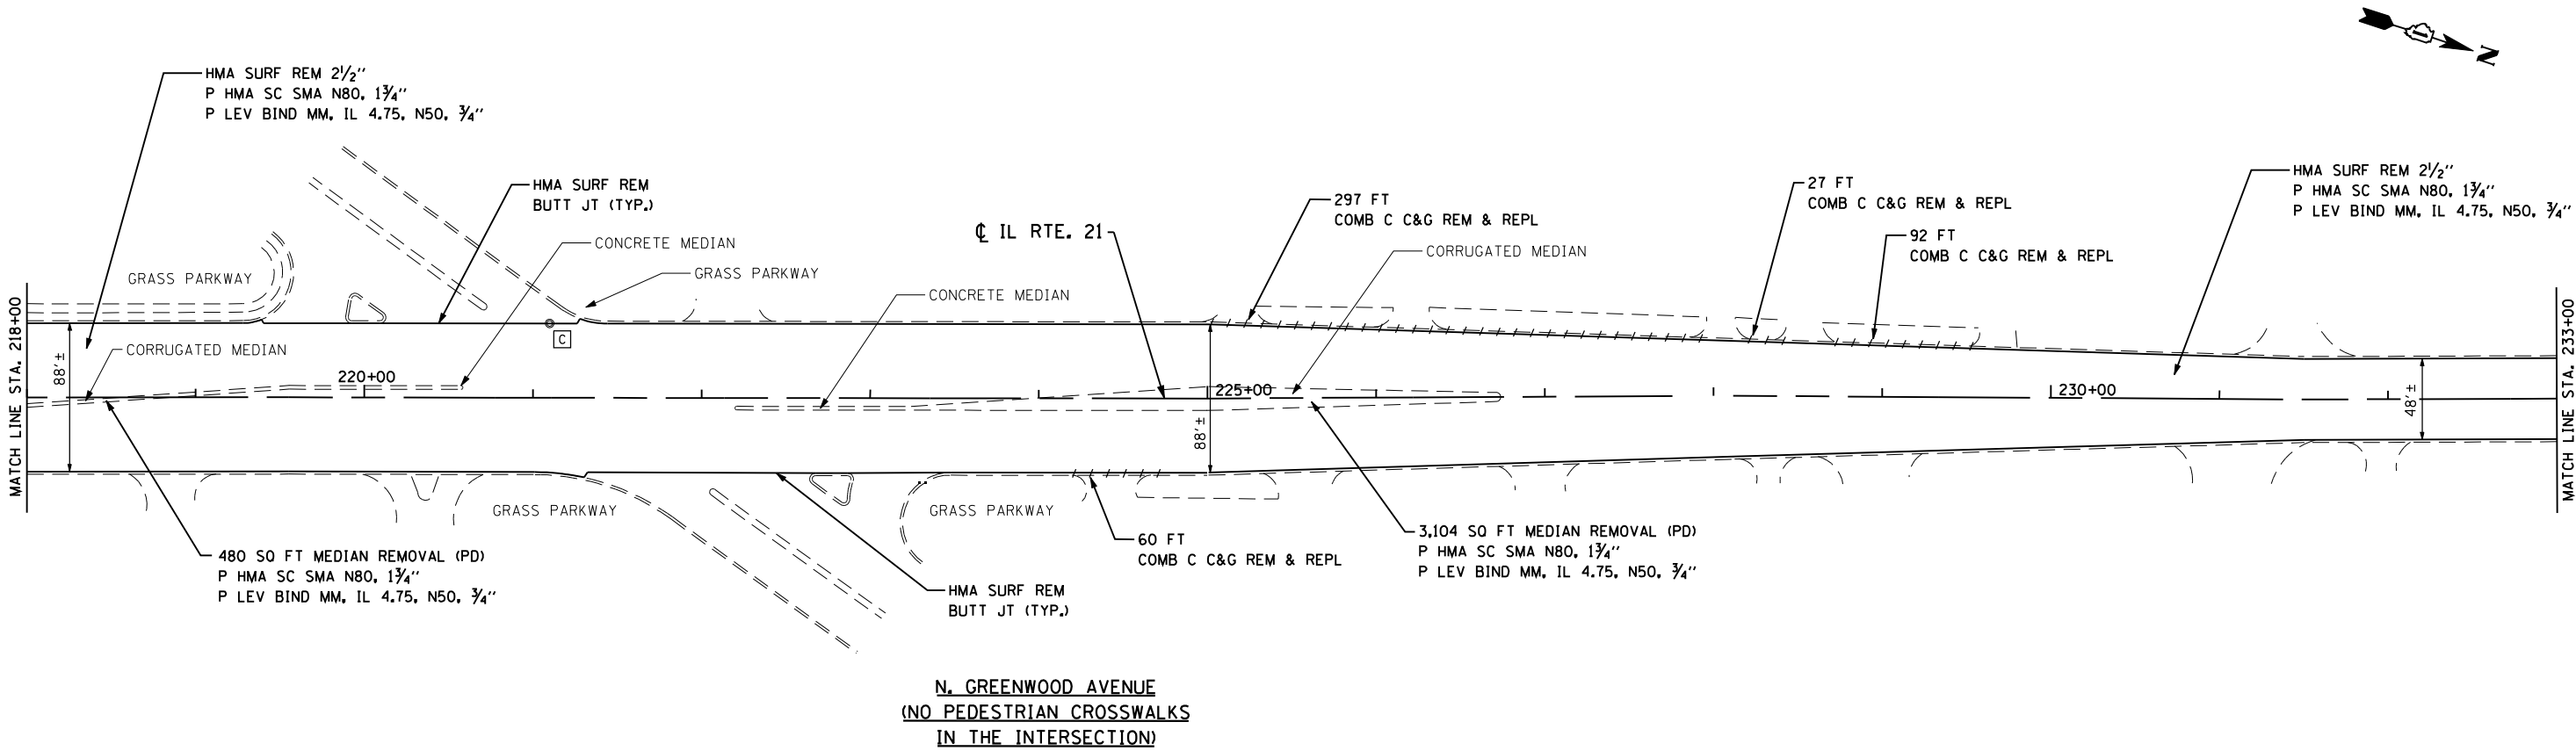 N
HMA SURF REM 2½"
P HMA SC SMA N80, 1¾"
P LEV BIND MM, IL 4.75, N50, ¾"
HMA SURF REM
BUTT JT (TYP.)
CONCRETE MEDIAN
GRASS PARKWAY
GRASS PARKWAY
CONCRETE MEDIAN
℄ IL RTE. 21
297 FT
COMB C C&G REM & REPL
CORRUGATED MEDIAN
27 FT
COMB C C&G REM & REPL
92 FT
COMB C C&G REM & REPL
HMA SURF REM 2½"
P HMA SC SMA N80, 1¾"
P LEV BIND MM, IL 4.75, N50, ¾"
MATCH LINE STA. 218+00
88'±
CORRUGATED MEDIAN
C
220+00
225+00
88'±
230+00
48'±
MATCH LINE STA. 233+00
GRASS PARKWAY
GRASS PARKWAY
480 SQ FT MEDIAN REMOVAL (PD)
P HMA SC SMA N80, 1¾"
P LEV BIND MM, IL 4.75, N50, ¾"
HMA SURF REM
BUTT JT (TYP.)
60 FT
COMB C C&G REM & REPL
3,104 SQ FT MEDIAN REMOVAL (PD)
P HMA SC SMA N80, 1¾"
P LEV BIND MM, IL 4.75, N50, ¾"
N. GREENWOOD AVENUE
(NO PEDESTRIAN CROSSWALKS
IN THE INTERSECTION)